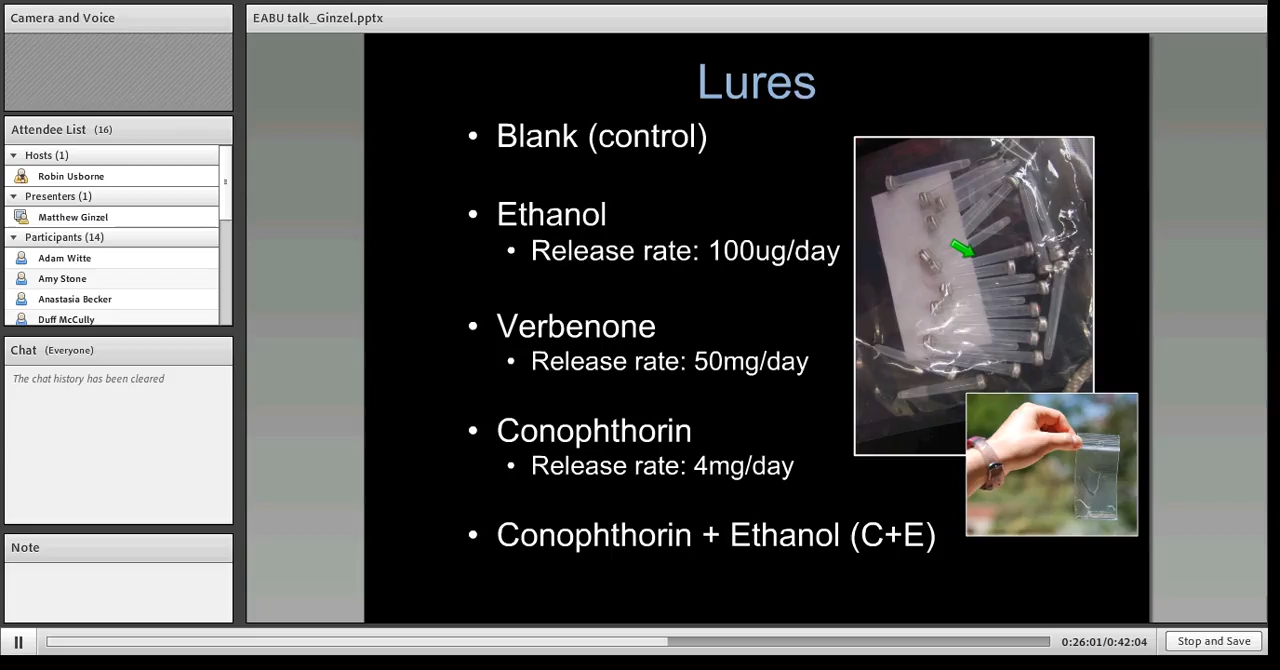 Camera and Voice
Attendee List (16)
Hosts (1)
Robin Usborne
Presenters (1)
Matthew Ginzel
Participants (14)
Adam Witte
Amy Stone
Anastasia Becker
Duff McCully
Chat (Everyone)
The chat history has been cleared
Note
EABU talk_Ginzel.pptx
Lures
• Blank (control)
• Ethanol
• Release rate: 100ug/day
• Verbenone
• Release rate: 50mg/day
• Conophthorin
• Release rate: 4mg/day
• Conophthorin + Ethanol (C+E)
0:26:01/0:42:04
Stop and Save